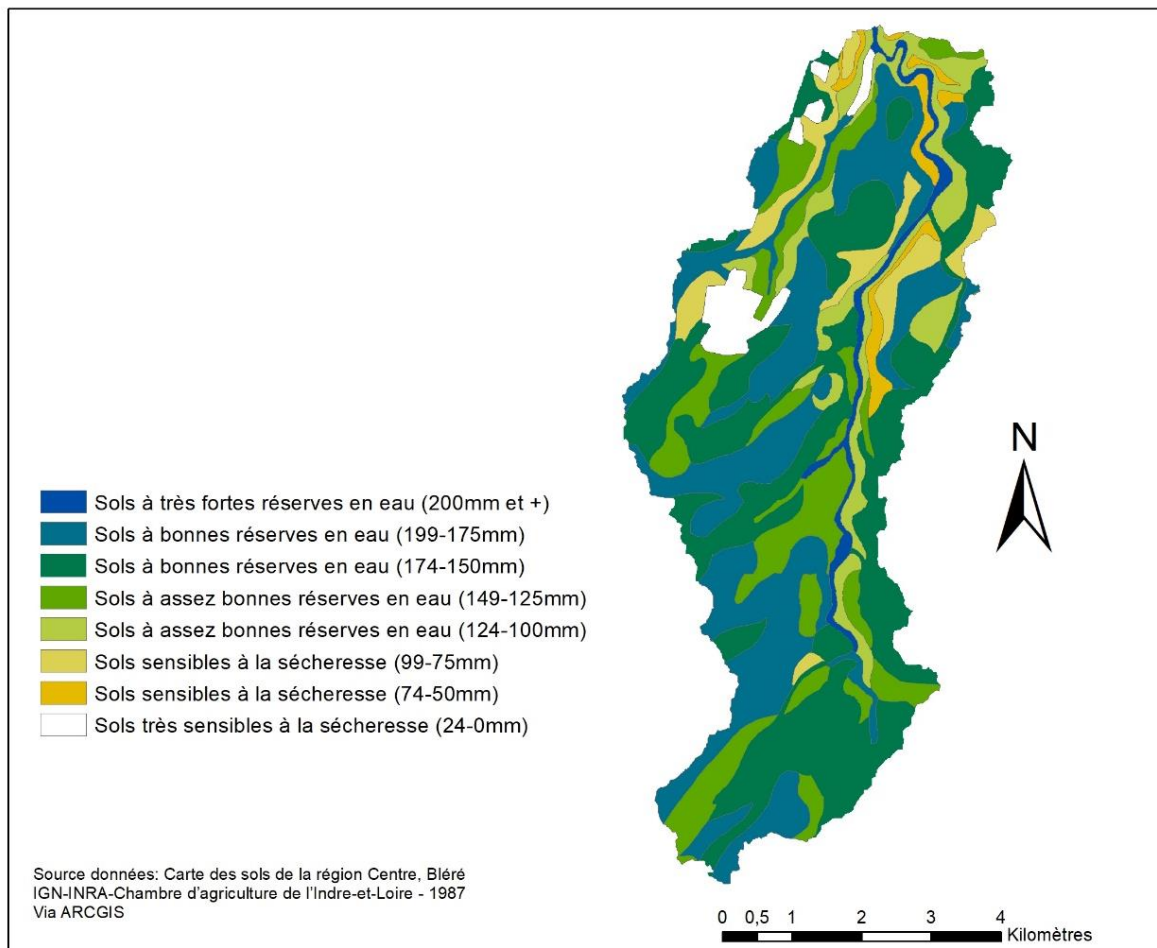 N
Sols à très fortes réserves en eau (200mm et +)
Sols à bonnes réserves en eau (199-175mm)
Sols à bonnes réserves en eau (174-150mm)
Sols à assez bonnes réserves en eau (149-125mm)
Sols à assez bonnes réserves en eau (124-100mm)
Sols sensibles à la sécheresse (99-75mm)
Sols sensibles à la sécheresse (74-50mm)
Sols très sensibles à la sécheresse (24-0mm)
Source données: Carte des sols de la région Centre, Bléré
IGN-INRA-Chambre d'agriculture de l'Indre-et-Loire - 1987
Via ARCGIS
0 0,5 1 2 3 4
Kilomètres